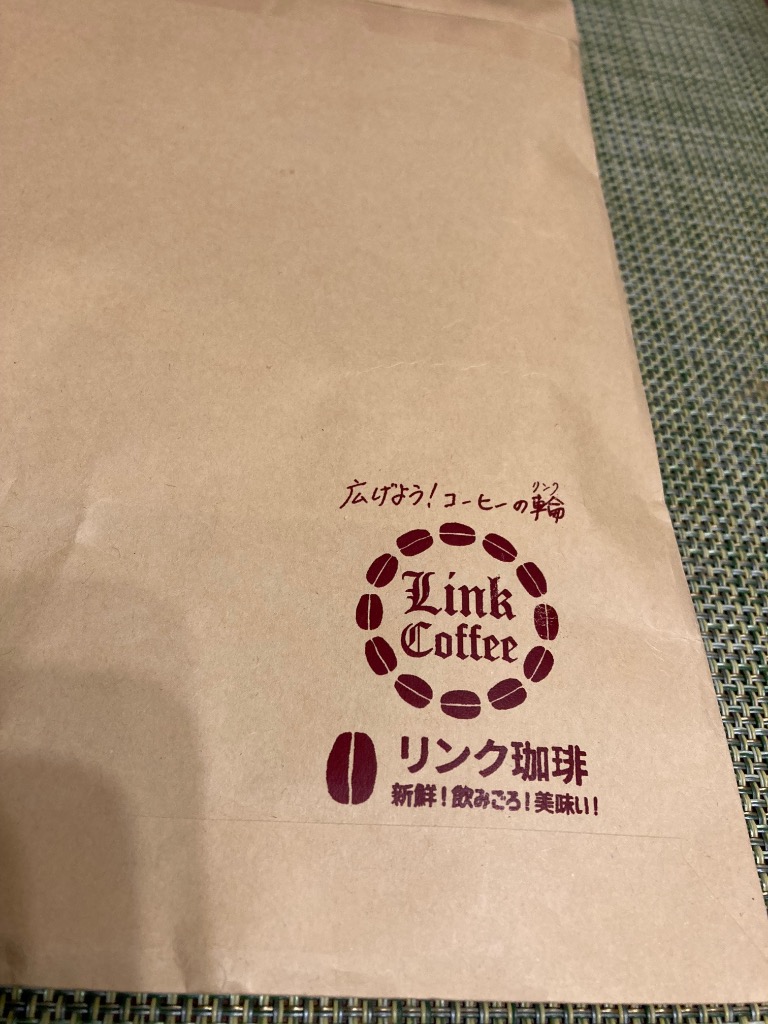 広げよう!コーヒーの輪
リンク
Link
Coffee
リンク珈琲
新鮮!飲みごろ!美味い!